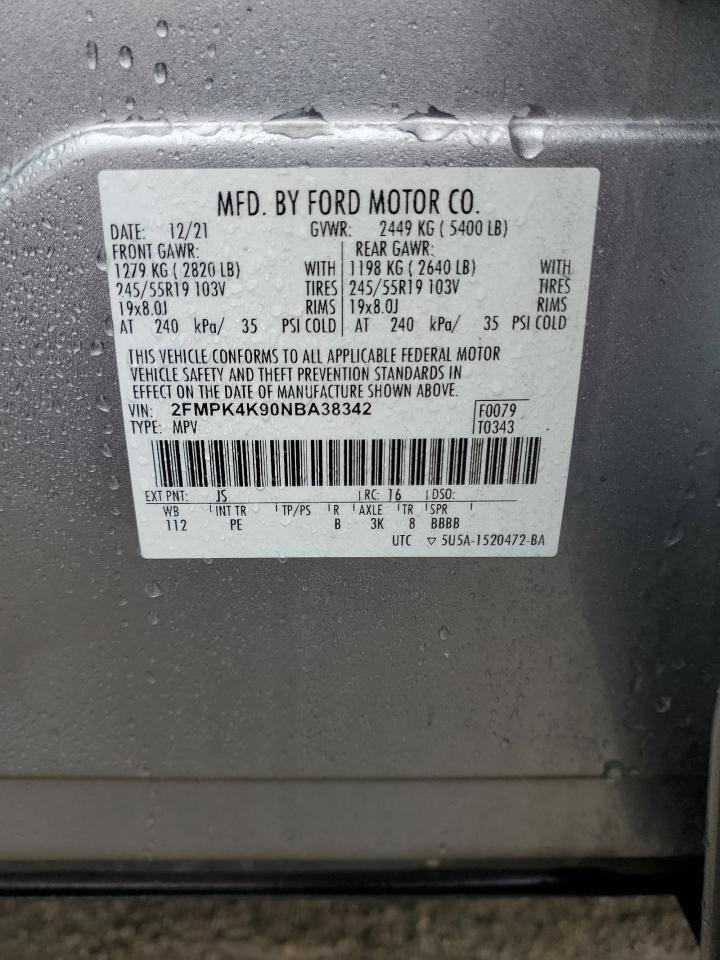 MFD. BY FORD MOTOR CO.
DATE: 12/21 GVWR: 2449 KG ( 5400 LB)
FRONT GAWR: REAR GAWR:
1279 KG ( 2820 LB) WITH 1198 KG ( 2640 LB) WITH
245/55R19 103V TIRES 245/55R19 103V TIRES
19x8.0J RIMS 19x8.0J RIMS
AT 240 kPa/ 35 PSI COLD AT 240 kPa/ 35 PSI COLD
THIS VEHICLE CONFORMS TO ALL APPLICABLE FEDERAL MOTOR
VEHICLE SAFETY AND THEFT PREVENTION STANDARDS IN
EFFECT ON THE DATE OF MANUFACTURE SHOWN ABOVE.
VIN: 2FMPK4K90NBA38342 F0079
TYPE: MPV T0343
EXT PNT: JS RC: 16 DSO:
WB INT TR TP/PS R AXLE TR SPR
112 PE B 3K 8 BBBB
UTC ▽ 5U5A-1520472-BA